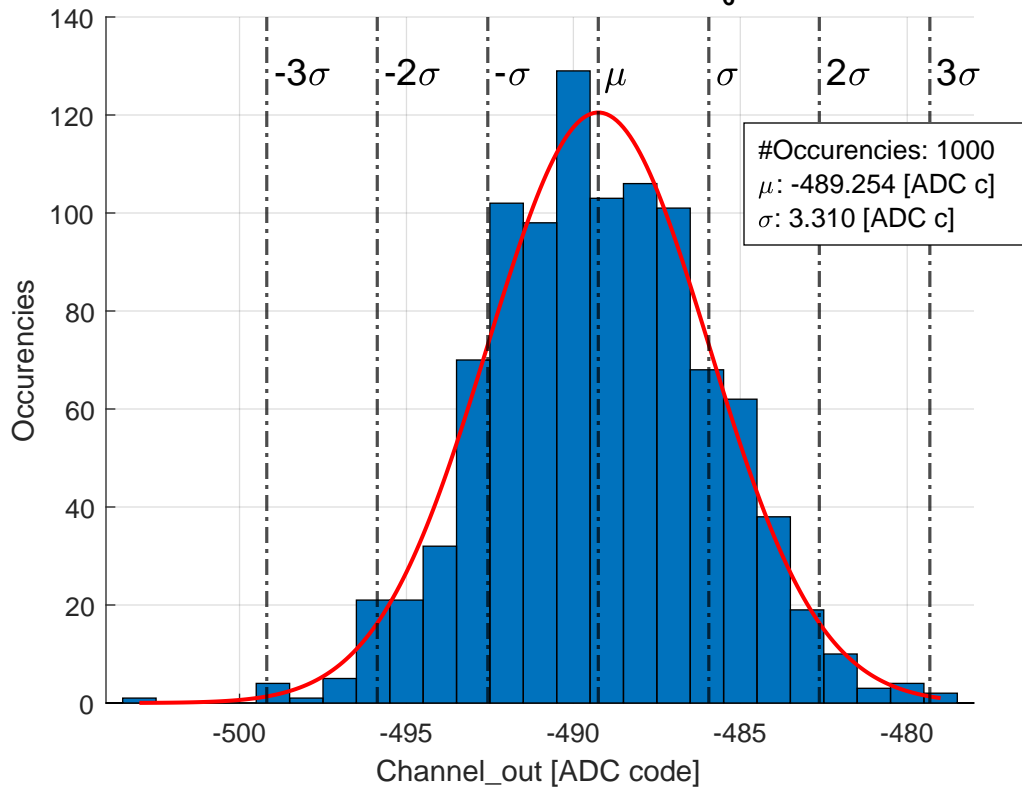 -3σ
-2σ
-σ
μ
σ
2σ
3σ
#Occurencies: 1000
μ: -489.254 [ADC c]
σ: 3.310 [ADC c]
Occurencies
140
120
100
80
60
40
20
0
-500
-495
-490
-485
-480
Channel_out [ADC code]